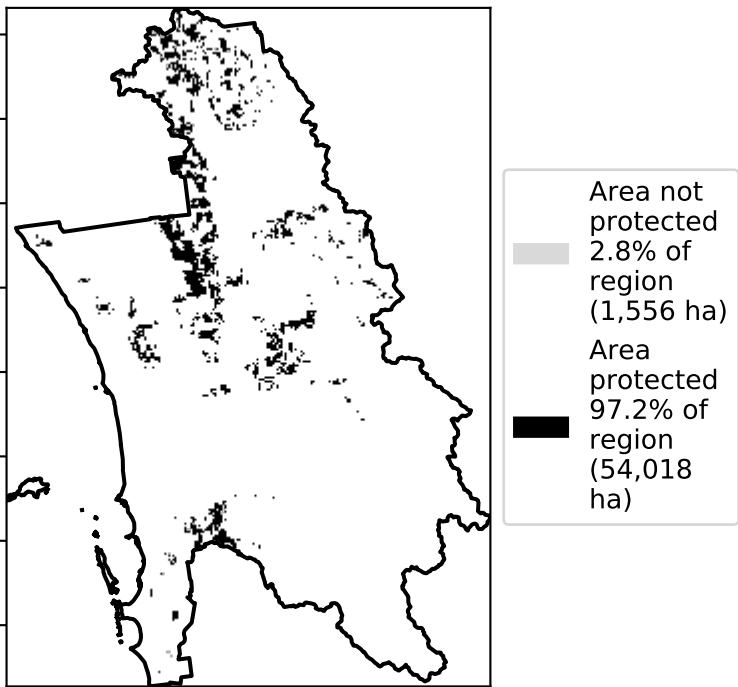 Area not
protected
2.8% of
region
(1,556 ha)
Area
protected
97.2% of
region
(54,018
ha)